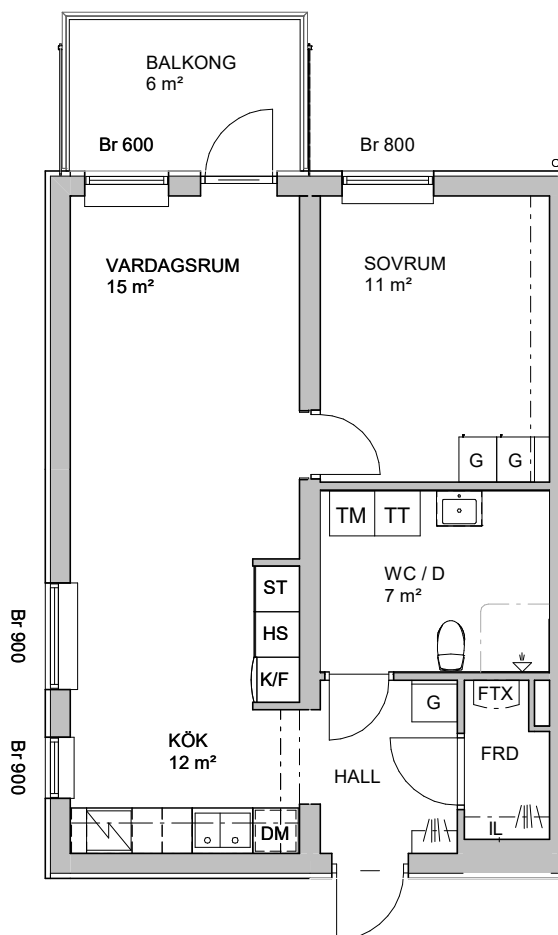 BALKONG
6 m²
Br 600
Br 800
VARDAGSRUM
15 m²
SOVRUM
11 m²
G
G
TM
TT
WC / D
7 m²
ST
HS
K/F
Br 900
Br 900
G
FTX
KÖK
12 m²
HALL
FRD
DM
IL